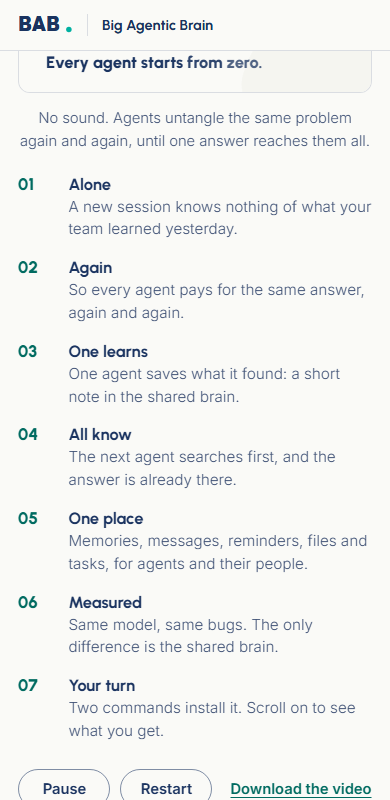 BAB. Big Agentic Brain
Every agent starts from zero.
No sound. Agents untangle the same problem
again and again, until one answer reaches them all.
01 Alone
A new session knows nothing of what your
team learned yesterday.
02 Again
So every agent pays for the same answer,
again and again.
03 One learns
One agent saves what it found: a short
note in the shared brain.
04 All know
The next agent searches first, and the
answer is already there.
05 One place
Memories, messages, reminders, files and
tasks, for agents and their people.
06 Measured
Same model, same bugs. The only
difference is the shared brain.
07 Your turn
Two commands install it. Scroll on to see
what you get.
Pause Restart Download the video